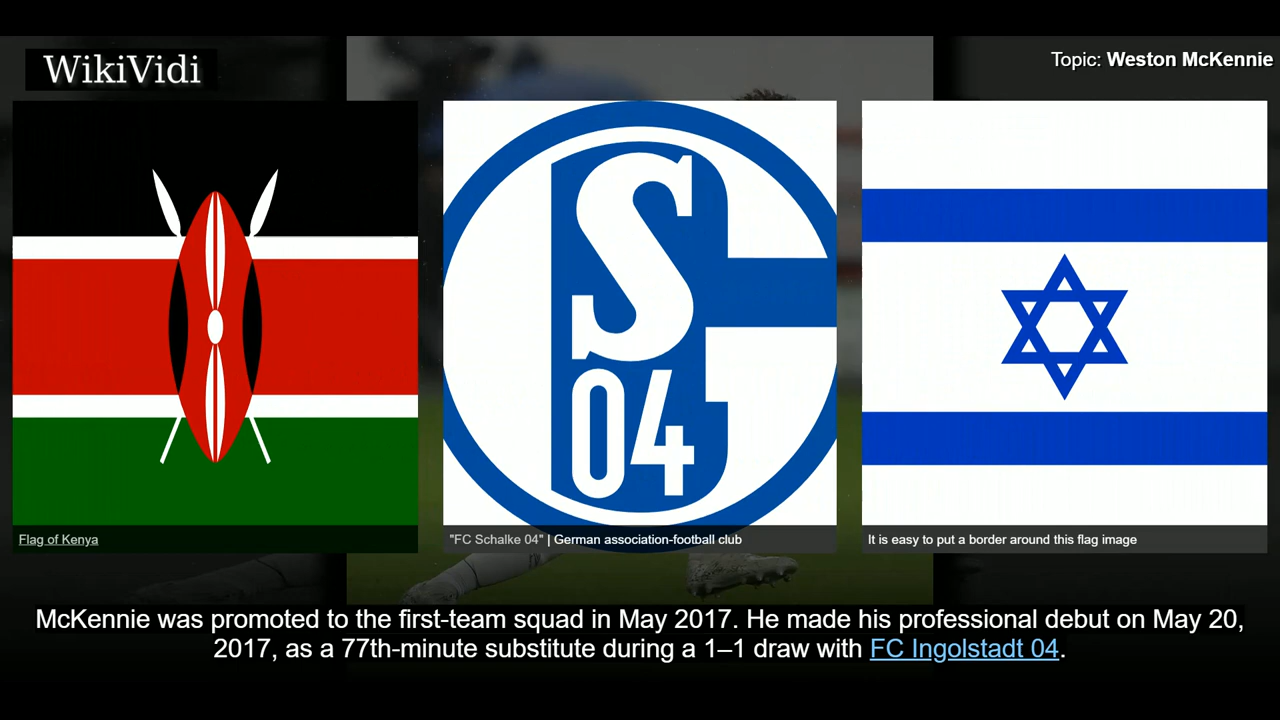 WikiVidi
Topic: Weston McKennie
S
04
Flag of Kenya
"FC Schalke 04" | German association-football club
It is easy to put a border around this flag image
McKennie was promoted to the first-team squad in May 2017. He made his professional debut on May 20,
2017, as a 77th-minute substitute during a 1–1 draw with FC Ingolstadt 04.